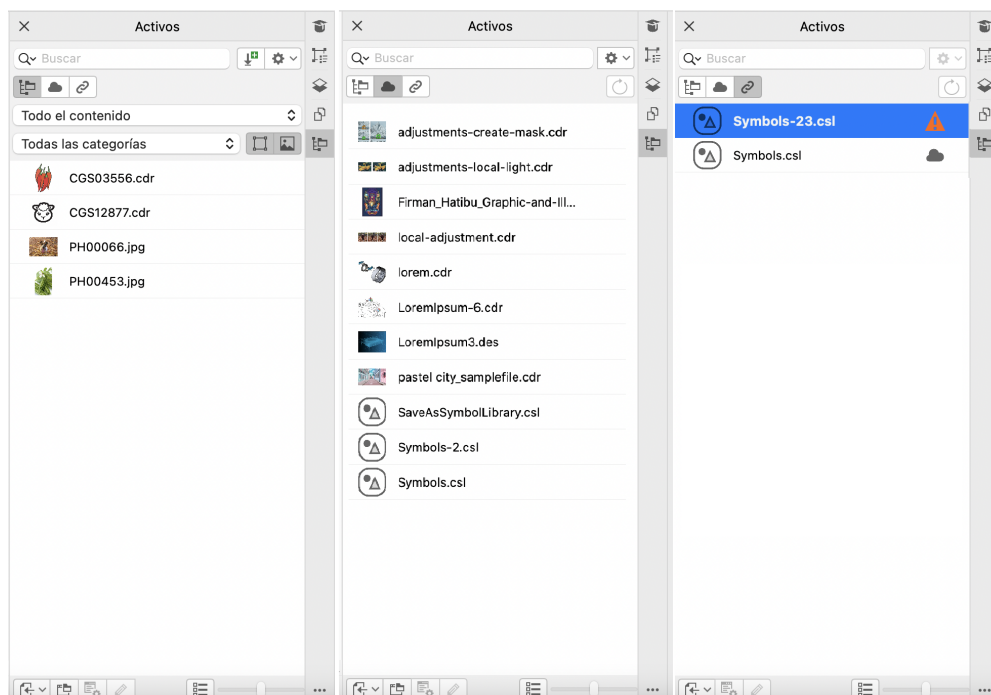 Activos
Buscar
Todo el contenido
Todas las categorías
CGS03556.cdr
CGS12877.cdr
PH00066.jpg
PH00453.jpg
Activos
Buscar
adjustments-create-mask.cdr
adjustments-local-light.cdr
Firman_Hatibu_Graphic-and-Ill...
local-adjustment.cdr
lorem.cdr
LoremIpsum-6.cdr
LoremIpsum3.des
pastel city_samplefile.cdr
SaveAsSymbolLibrary.csl
Symbols-2.csl
Symbols.csl
Activos
Buscar
Symbols-23.csl
Symbols.csl